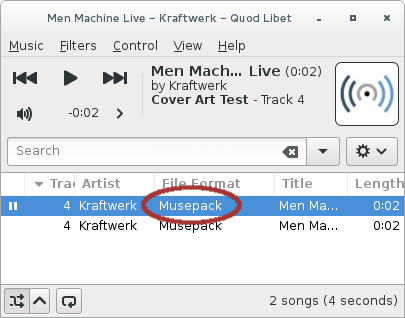 Men Machine Live – Kraftwerk – Quod Libet
Music Filters Control View Help
Men Mach... Live (0:02)
by Kraftwerk
Cover Art Test - Track 4
-0:02
Search
Trac Artist File Format Title Length
4 Kraftwerk Musepack Men Ma... 0:02
4 Kraftwerk Musepack Men Ma... 0:02
2 songs (4 seconds)